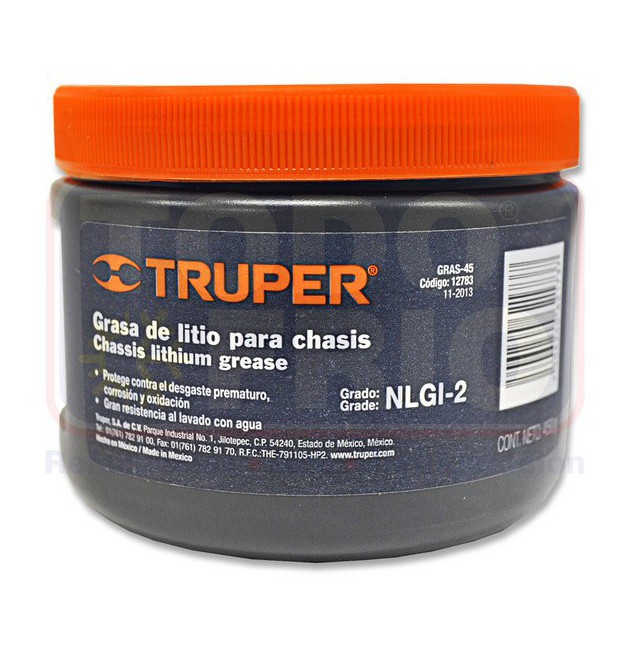 TODO
FRIO
TRUPER®
GRAS-45
Código: 12783
11-2013
Grasa de litio para chasis
Chassis lithium grease
• Protege contra el desgaste prematuro,
corrosión y oxidación
• Gran resistencia al lavado con agua
Grado:
Grade: NLGI-2
Truper, S.A. de C.V. Parque Industrial No. 1, Jilotepec, C.P. 54240, Estado de México, México.
Tel: 01(761) 782 91 00, Fax: 01(761) 782 91 70, R.F.C.:THE-791105-HP2. www.truper.com
Hecho en México / Made in Mexico
CONT. NETO